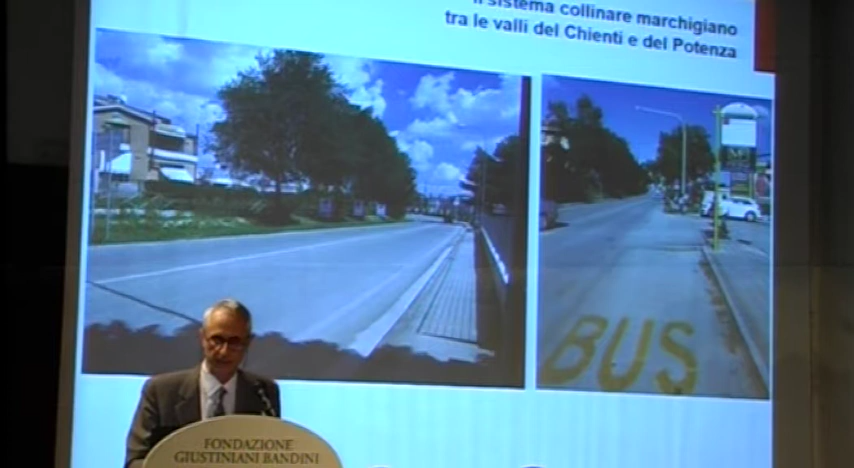 il sistema collinare marchigiano
tra le valli del Chienti e del Potenza
BUS
FONDAZIONE
GIUSTINIANI BANDINI